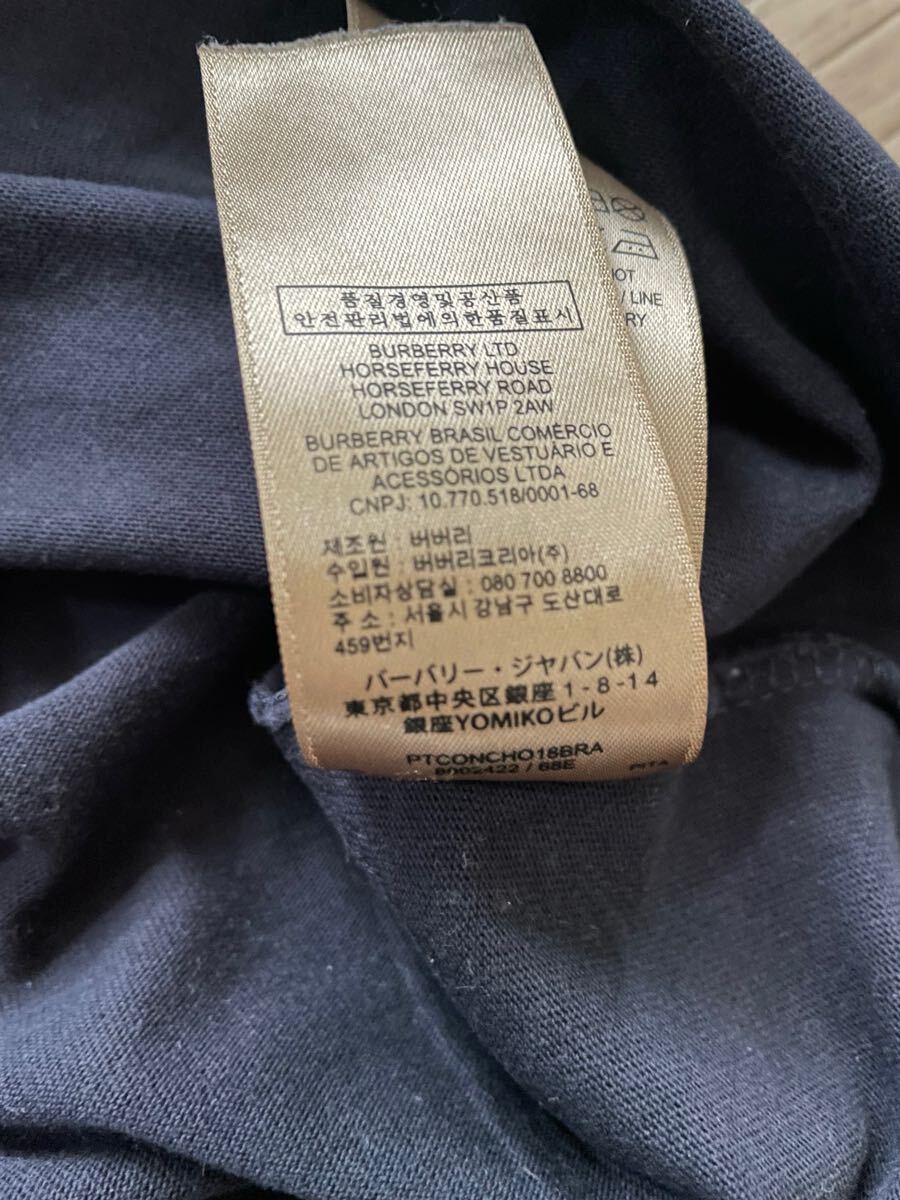 품질경영및공산품
안전관리법에의한품질표시
BURBERRY LTD
HORSEFERRY HOUSE
HORSEFERRY ROAD
LONDON SW1P 2AW
BURBERRY BRASIL COMÉRCIO
DE ARTIGOS DE VESTUÁRIO E
ACESSÓRIOS LTDA
CNPJ: 10.770.518/0001-68
제조원 : 버버리
수입원 : 버버리코리아(주)
소비자상담실 : 080 700 8800
주 소 : 서울시 강남구 도산대로
459번지
バーバリー・ジャパン(株)
東京都中央区銀座 1-8-14
銀座YOMIKOビル
PTCONCHO18BRA
8002422 / 68E PITA
/ LINE